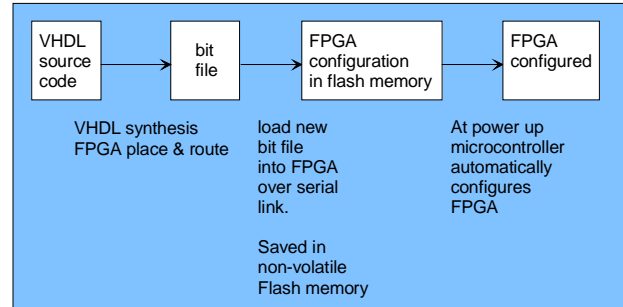 VHDL
source
code
bit
file
FPGA
configuration
in flash memory
FPGA
configured
VHDL synthesis
FPGA place & route
load new
bit file
into FPGA
over serial
link.
Saved in
non-volatile
Flash memory
At power up
microcontroller
automatically
configures
FPGA